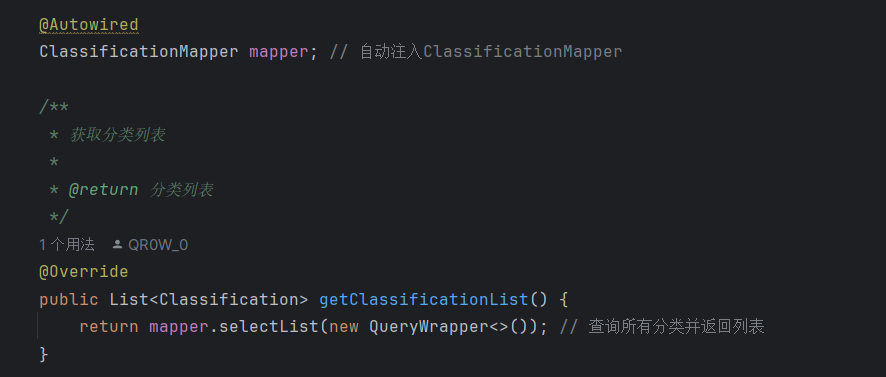 @Autowired
ClassificationMapper mapper; // 自动注入ClassificationMapper
/**
* 获取分类列表
*
* @return 分类列表
*/
1 个用法 QR0W_0
@Override
public List<Classification> getClassificationList() {
return mapper.selectList(new QueryWrapper<>()); // 查询所有分类并返回列表
}